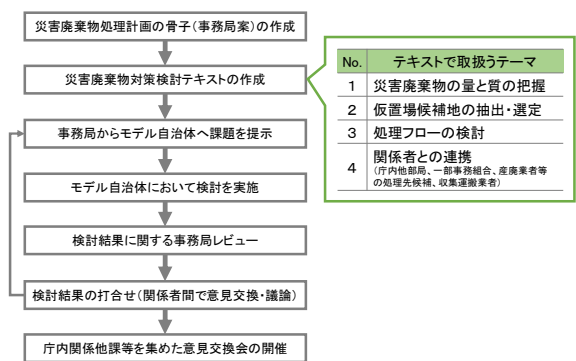 災害廃棄物処理計画の骨子（事務局案）の作成
災害廃棄物対策検討テキストの作成
事務局からモデル自治体へ課題を提示
モデル自治体において検討を実施
検討結果に関する事務局レビュー
検討結果の打合せ（関係者間で意見交換・議論）
庁内関係他課等を集めた意見交換会の開催
No. テキストで取扱うテーマ
1 災害廃棄物の量と質の把握
2 仮置場候補地の抽出・選定
3 処理フローの検討
4 関係者との連携
（庁内他部局、一部事務組合、産廃業者等
の処理先候補、収集運搬業者）